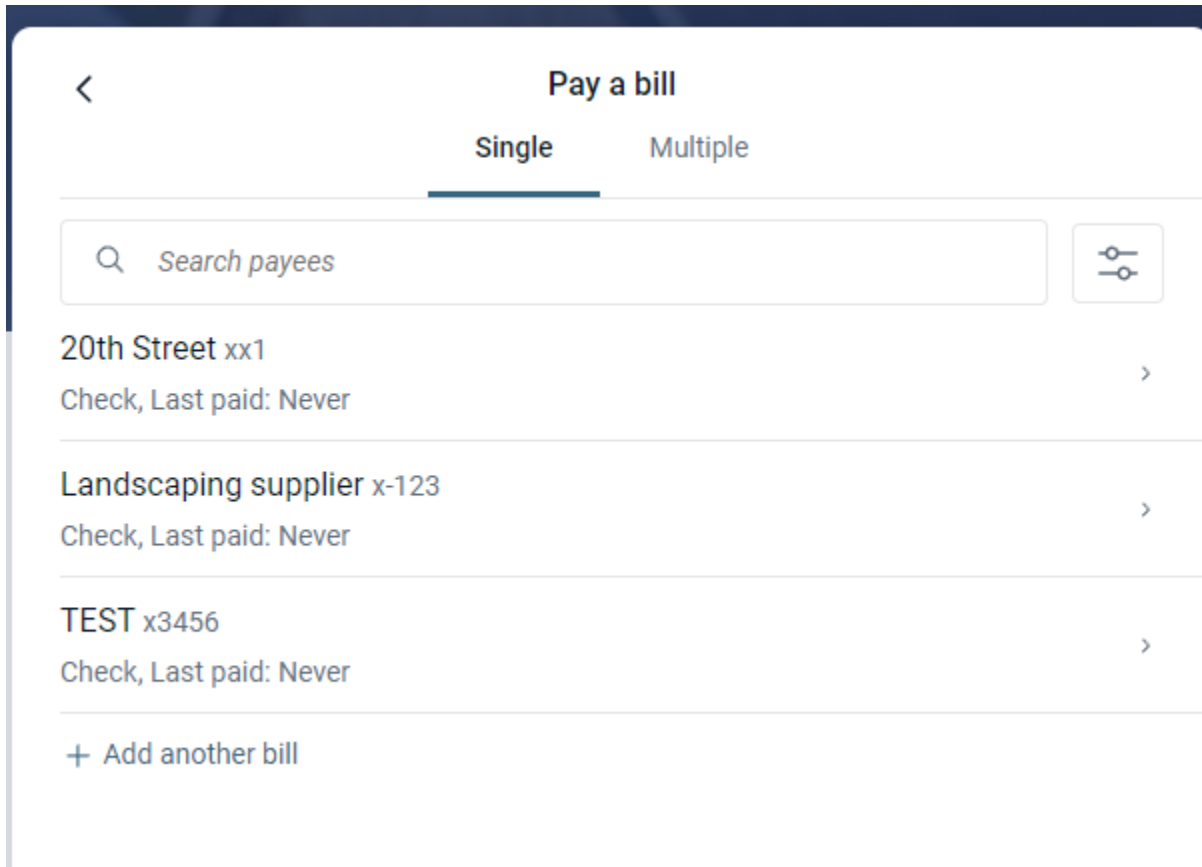 Pay a bill
Single Multiple
Search payees
20th Street xx1
Check, Last paid: Never
Landscaping supplier x-123
Check, Last paid: Never
TEST x3456
Check, Last paid: Never
+ Add another bill